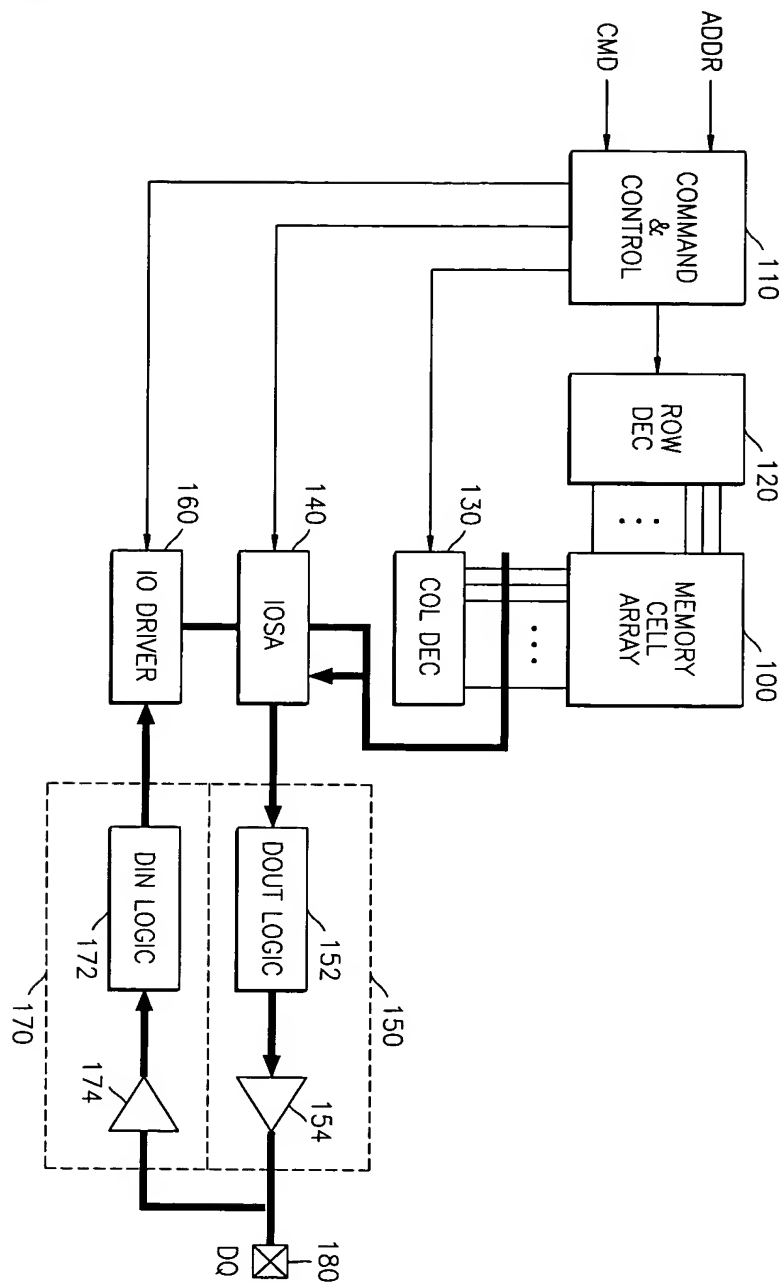 ADDR
CMD
COMMAND
&
CONTROL
110
ROW
DEC
120
MEMORY
CELL
ARRAY
100
COL DEC
130
IOSA
140
IO DRIVER
160
DOUT LOGIC
152
154
150
DIN LOGIC
172
174
170
DQ
180